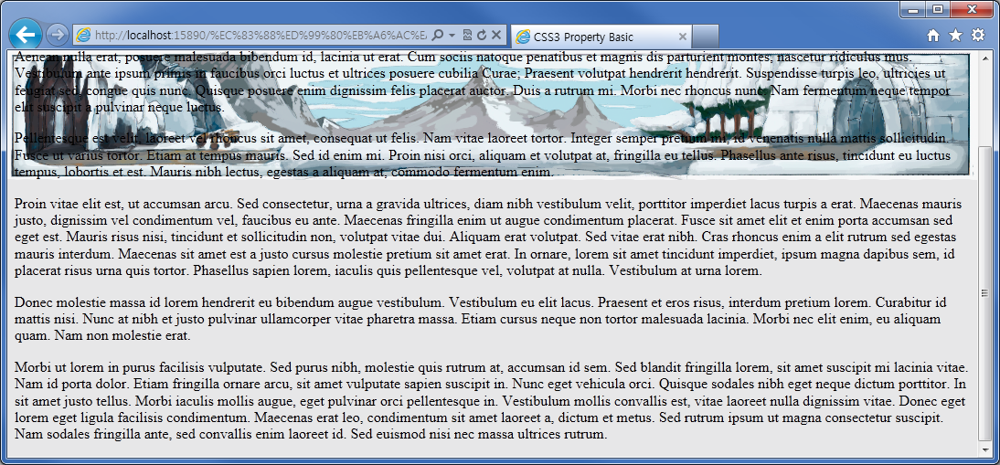 http://localhost:15890/%EC%83%88%ED%99%80%EB%A6%AC%E
CSS3 Property Basic
Aenean nulla erat, posuere malesuada bibendum id, lacinia ut erat. Cum sociis natoque penatibus et magnis dis parturient montes, nascetur ridiculus mus.
Vestibulum ante ipsum primis in faucibus orci luctus et ultrices posuere cubilia Curae; Praesent volutpat hendrerit hendrerit. Suspendisse turpis leo, ultricies ut
feugiat sed, congue quis nunc. Quisque posuere enim dignissim felis placerat auctor. Duis a rutrum mi. Morbi nec rhoncus nunc. Nam fermentum neque tempor
elit suscipit a pulvinar neque luctus.
Pellentesque est velit, laoreet vel rhoncus sit amet, consequat ut felis. Nam vitae laoreet tortor. Integer semper pretium mi, id venenatis nulla mattis sollicitudin.
Fusce ut varius tortor. Etiam at tempus mauris. Sed id enim mi. Proin nisi orci, aliquam et volutpat at, fringilla eu tellus. Phasellus ante risus, tincidunt eu luctus
tempus, lobortis et est. Mauris nibh lectus, egestas a aliquam at, commodo fermentum enim.
Proin vitae elit est, ut accumsan arcu. Sed consectetur, urna a gravida ultrices, diam nibh vestibulum velit, porttitor imperdiet lacus turpis a erat. Maecenas mauris
justo, dignissim vel condimentum vel, faucibus eu ante. Maecenas fringilla enim ut augue condimentum placerat. Fusce sit amet elit et enim porta accumsan sed
eget est. Mauris risus nisi, tincidunt et sollicitudin non, volutpat vitae dui. Aliquam erat volutpat. Sed vitae erat nibh. Cras rhoncus enim a elit rutrum sed egestas
mauris interdum. Maecenas sit amet est a justo cursus molestie pretium sit amet erat. In ornare, lorem sit amet tincidunt imperdiet, ipsum magna dapibus sem, id
placerat risus urna quis tortor. Phasellus sapien lorem, iaculis quis pellentesque vel, volutpat at nulla. Vestibulum at urna lorem.
Donec molestie massa id lorem hendrerit eu bibendum augue vestibulum. Vestibulum eu elit lacus. Praesent et eros risus, interdum pretium lorem. Curabitur id
mattis nisi. Nunc at nibh et justo pulvinar ullamcorper vitae pharetra massa. Etiam cursus neque non tortor malesuada lacinia. Morbi nec elit enim, eu aliquam
quam. Nam non molestie erat.
Morbi ut lorem in purus facilisis vulputate. Sed purus nibh, molestie quis rutrum at, accumsan id sem. Sed blandit fringilla lorem, sit amet suscipit mi lacinia vitae.
Nam id porta dolor. Etiam fringilla ornare arcu, sit amet vulputate sapien suscipit in. Nunc eget vehicula orci. Quisque sodales nibh eget neque dictum porttitor. In
sit amet justo tellus. Morbi iaculis mollis augue, eget pulvinar orci pellentesque in. Vestibulum mollis convallis est, vitae laoreet nulla dignissim vitae. Donec eget
lorem eget ligula facilisis condimentum. Maecenas erat leo, condimentum sit amet laoreet a, dictum et metus. Sed rutrum ipsum ut magna consectetur suscipit.
Nam sodales fringilla ante, sed convallis enim laoreet id. Sed euismod nisi nec massa ultrices rutrum.